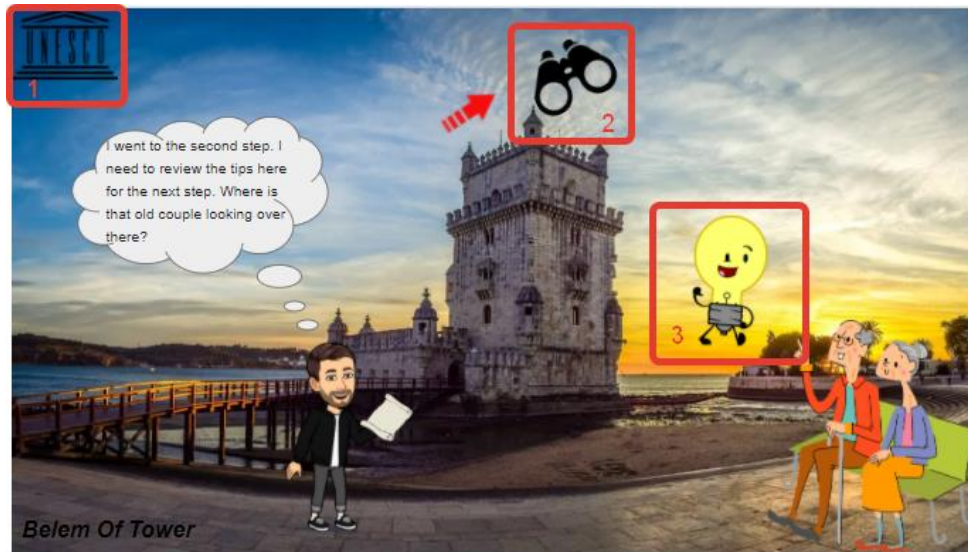 UNESCO
1
2
I went to the second step. I
need to review the tips here
for the next step. Where is
that old couple looking over
there?
3
Belem Of Tower